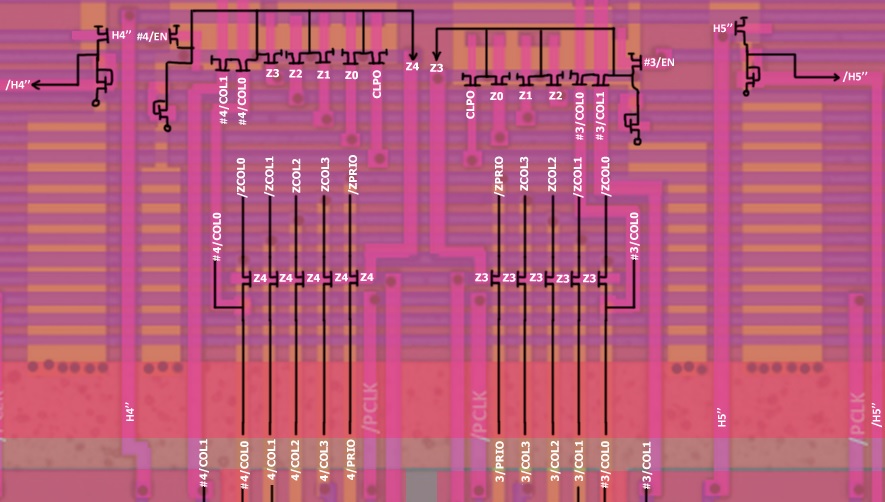 H4'' #4/EN
/H4''
#4/COL1
#4/COL0
Z3
Z2
Z1
Z0
CLPO
Z4
Z3
CLPO
Z0
Z1
Z2
#3/COL0
#3/COL1
#3/EN
H5''
/H5''
/ZCOL0
/ZCOL1
ZCOL2
ZCOL3
/ZPRIO
/ZPRIO
ZCOL3
ZCOL2
/ZCOL1
/ZCOL0
#4/COL0
Z4 Z4 Z4 Z4 Z4
Z3 Z3 Z3 Z3 Z3
#3/COL0
H4''
/PCLK
/PCLK
H5''
/PCLK
/H5''
#4/COL1
#4/COL0
4/COL1
4/COL2
4/COL3
4/PRIO
3/PRIO
3/COL3
3/COL2
3/COL1
#3/COL0
#3/COL1